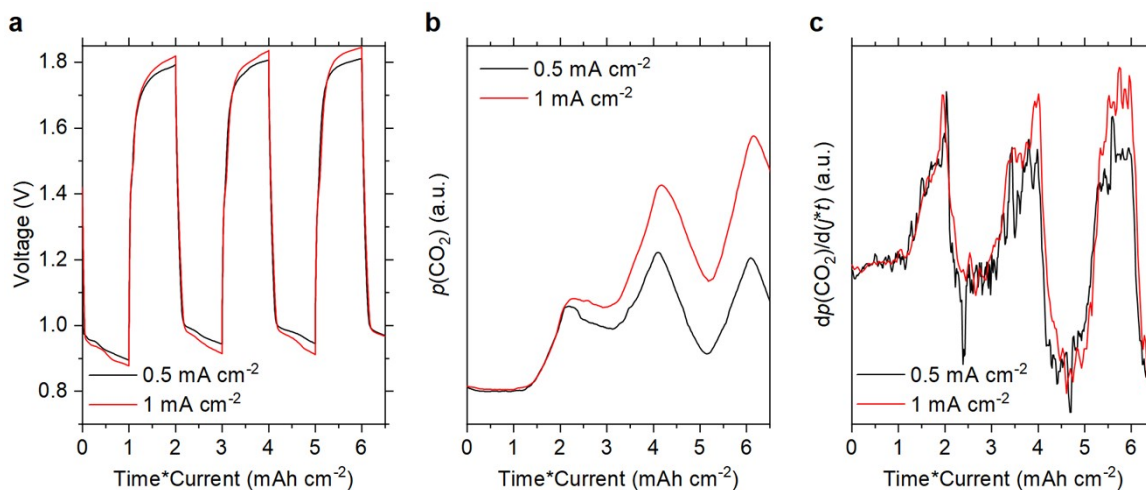 a
1.8
1.6
1.4
1.2
1.0
0.8
Voltage (V)
0.5 mA cm⁻²
1 mA cm⁻²
0 1 2 3 4 5 6
Time*Current (mAh cm⁻²)
b
0.5 mA cm⁻²
1 mA cm⁻²
p(CO₂) (a.u.)
0 1 2 3 4 5 6
Time*Current (mAh cm⁻²)
c
dp(CO₂)/d(j*t) (a.u.)
0.5 mA cm⁻²
1 mA cm⁻²
0 1 2 3 4 5 6
Time*Current (mAh cm⁻²)